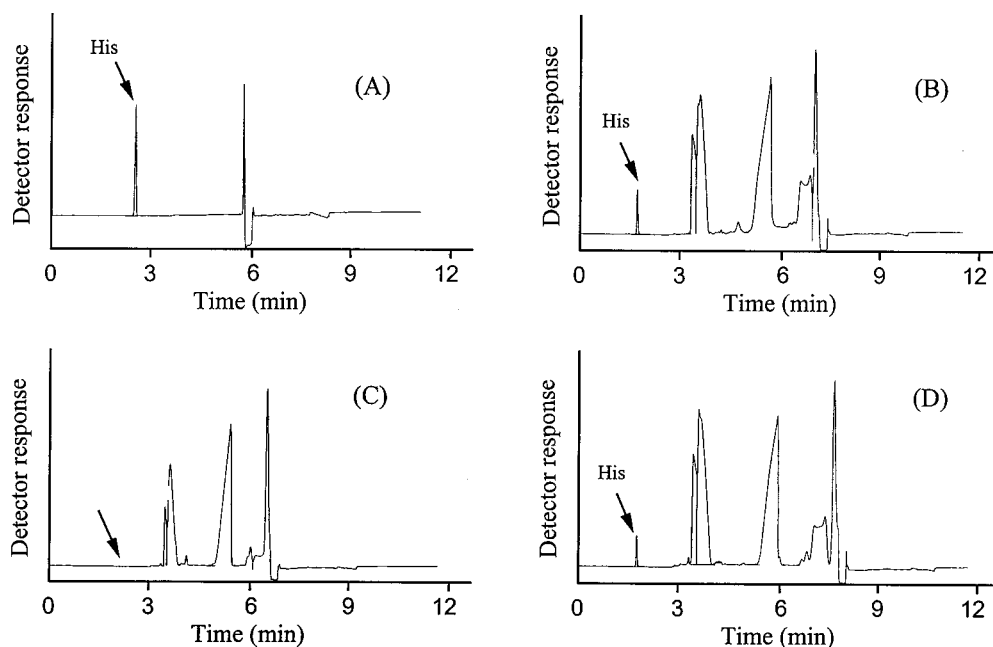 Detector response
His
(A)
0 3 6 9 12
Time (min)
Detector response
His
(B)
0 3 6 9 12
Time (min)
Detector response
(C)
0 3 6 9 12
Time (min)
Detector response
His
(D)
0 3 6 9 12
Time (min)